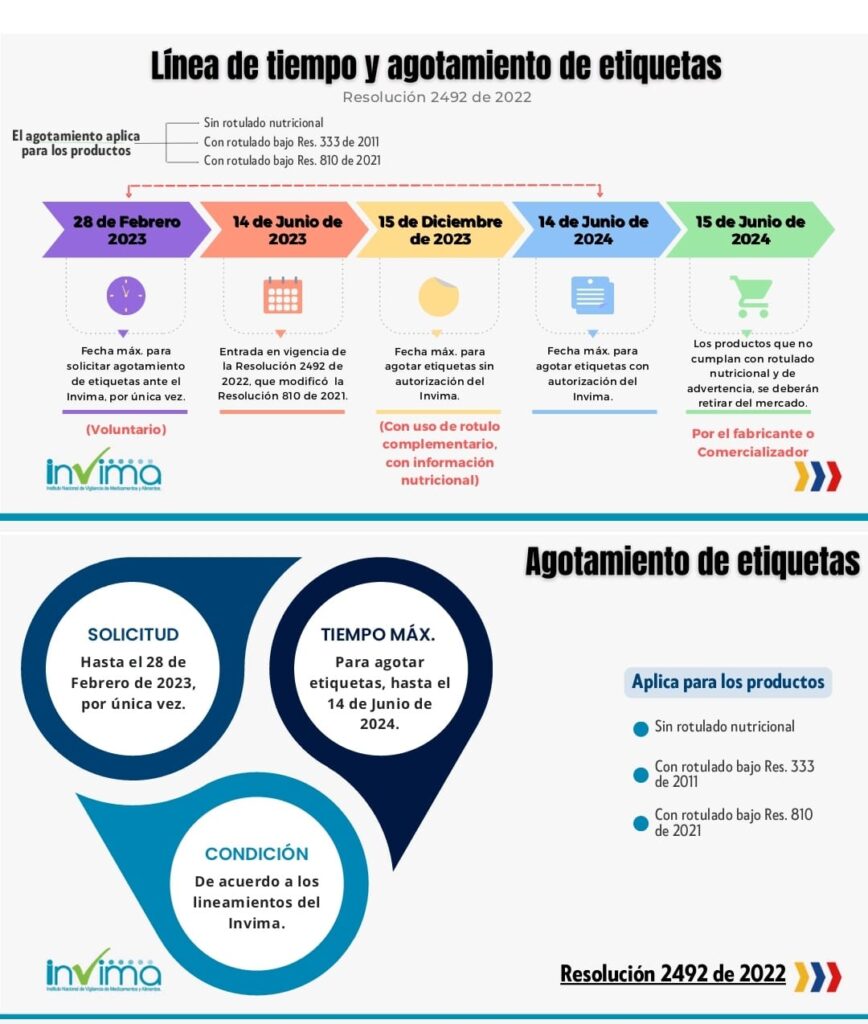 Línea de tiempo y agotamiento de etiquetas
Resolución 2492 de 2022
El agotamiento aplica
para los productos
Sin rotulado nutricional
Con rotulado bajo Res. 333 de 2011
Con rotulado bajo Res. 810 de 2021
28 de Febrero
2023
14 de Junio de
2023
15 de Diciembre
de 2023
14 de Junio de
2024
15 de Junio de
2024
Fecha máx. para
solicitar agotamiento
de etiquetas ante el
Invima, por única vez.
(Voluntario)
Entrada en vigencia de
la Resolución 2492 de
2022, que modificó la
Resolución 810 de 2021.
Fecha máx. para
agotar etiquetas sin
autorización del
Invima.
(Con uso de rotulo
complementario,
con información
nutricional)
Fecha máx. para
agotar etiquetas con
autorización del
Invima.
Los productos que no
cumplan con rotulado
nutricional y de
advertencia, se deberán
retirar del mercado.
Por el fabricante o
Comercializador
invima
Instituto Nacional de Vigilancia de Medicamentos y Alimentos
Agotamiento de etiquetas
SOLICITUD
Hasta el 28 de
Febrero de 2023,
por única vez.
TIEMPO MÁX.
Para agotar
etiquetas, hasta el
14 de Junio de
2024.
CONDICIÓN
De acuerdo a los
lineamientos del
Invima.
Aplica para los productos
Sin rotulado nutricional
Con rotulado bajo Res. 333
de 2011
Con rotulado bajo Res. 810
de 2021
invima
Instituto Nacional de Vigilancia de Medicamentos y Alimentos
Resolución 2492 de 2022